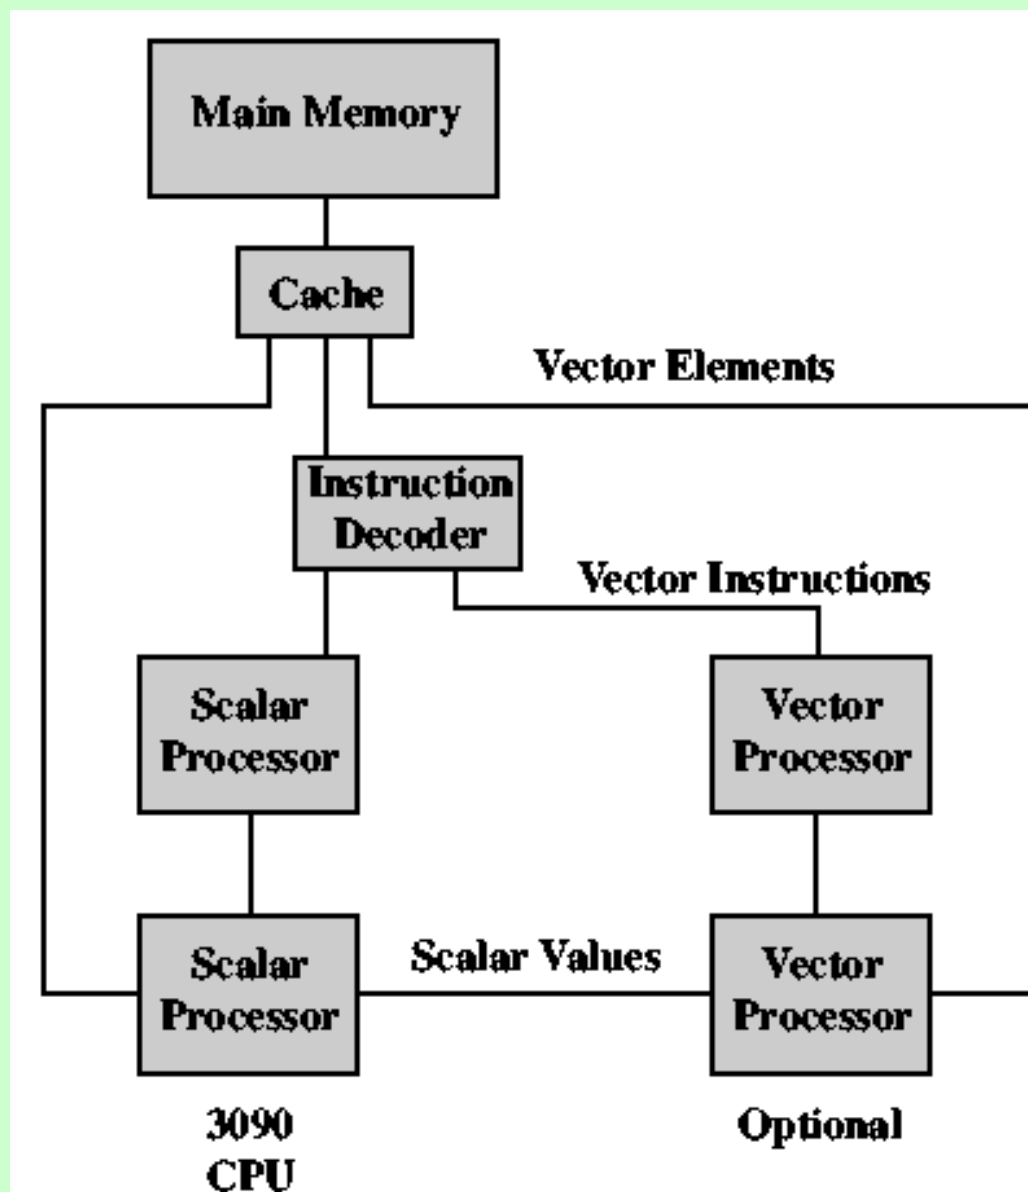 Main Memory
Cache
Vector Elements
Instruction
Decoder
Vector Instructions
Scalar
Processor
Vector
Processor
Scalar
Processor
Scalar Values
Vector
Processor
3090
CPU
Optional